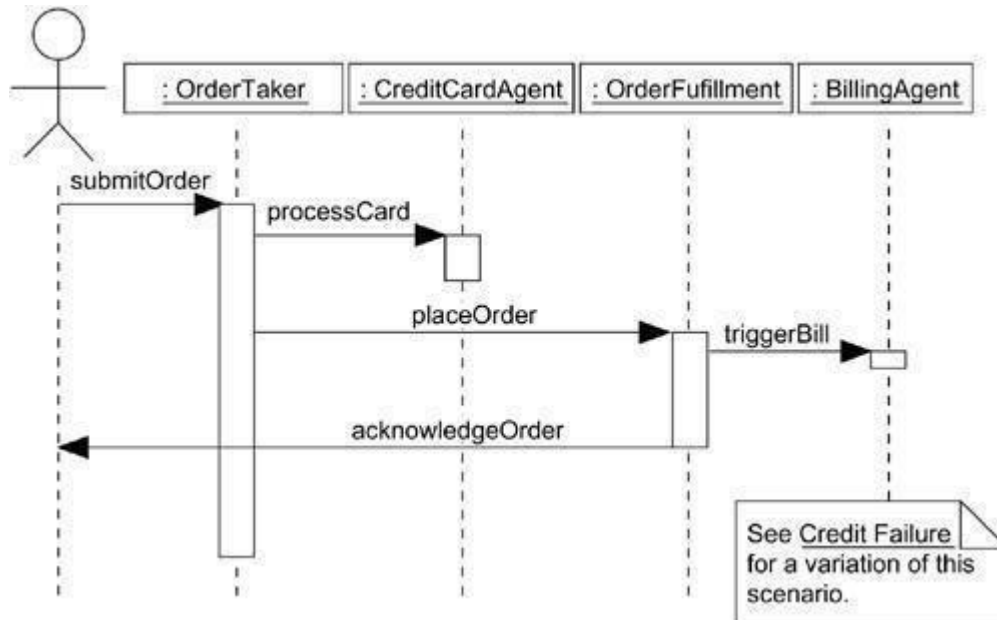 : OrderTaker
: CreditCardAgent
: OrderFufillment
: BillingAgent
submitOrder
processCard
placeOrder
triggerBill
acknowledgeOrder
See Credit Failure
for a variation of this
scenario.